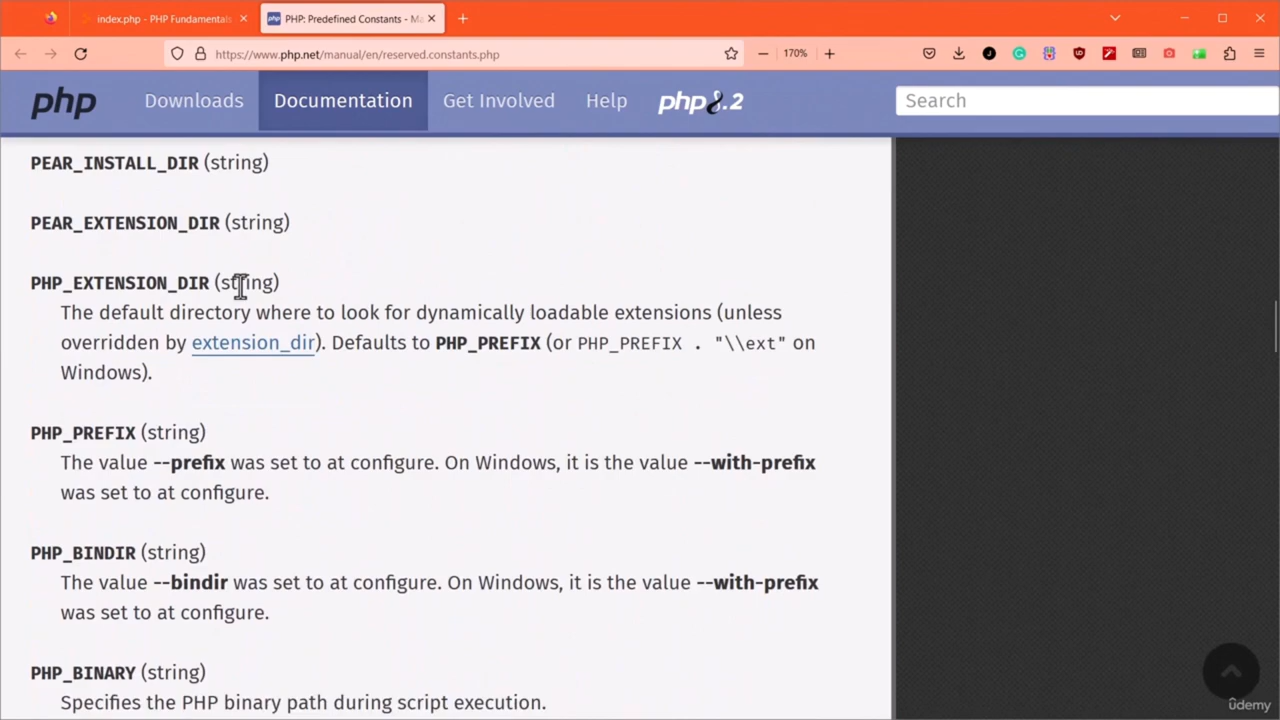 index.php - PHP Fundamentals
PHP: Predefined Constants - Ma
https://www.php.net/manual/en/reserved.constants.php
170%
php
Downloads
Documentation
Get Involved
Help
php8.2
Search
PEAR_INSTALL_DIR (string)
PEAR_EXTENSION_DIR (string)
PHP_EXTENSION_DIR (string)
The default directory where to look for dynamically loadable extensions (unless
overridden by extension_dir). Defaults to PHP_PREFIX (or PHP_PREFIX . "\\ext" on
Windows).
PHP_PREFIX (string)
The value --prefix was set to at configure. On Windows, it is the value --with-prefix
was set to at configure.
PHP_BINDIR (string)
The value --bindir was set to at configure. On Windows, it is the value --with-prefix
was set to at configure.
PHP_BINARY (string)
Specifies the PHP binary path during script execution.
ûdemy